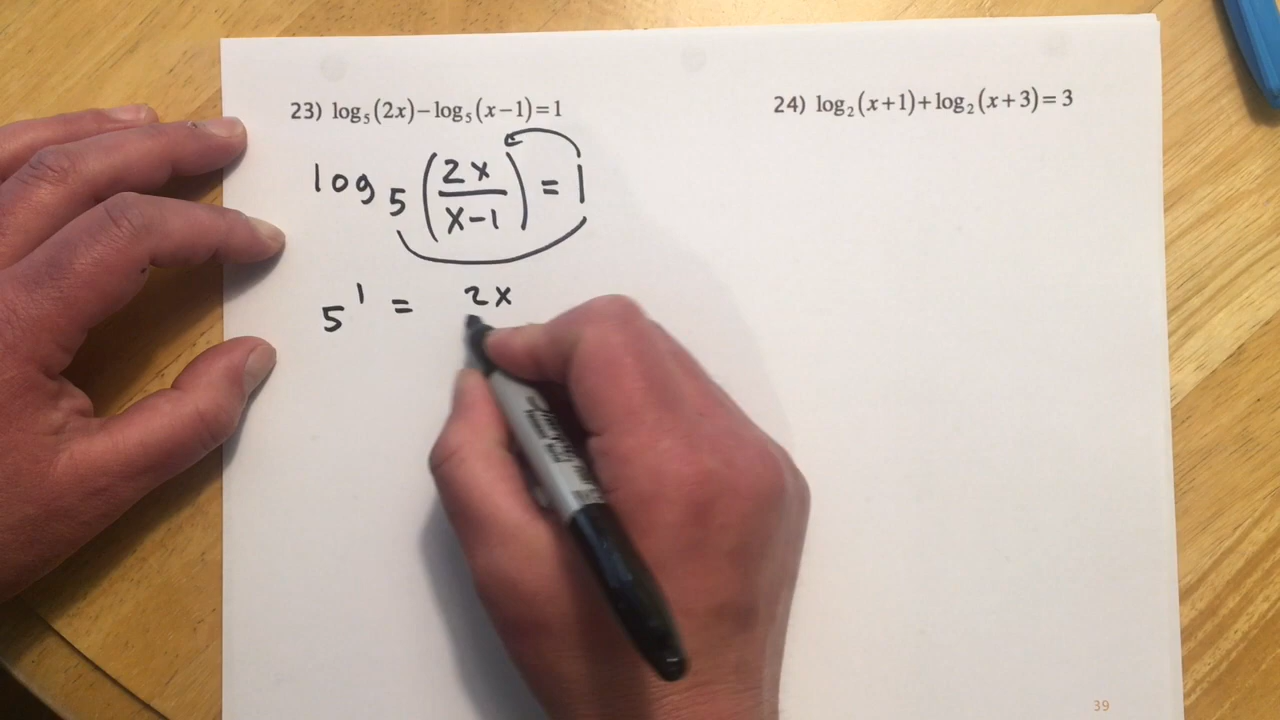 23) log₅(2x)−log₅(x−1)=1
24) log₂(x+1)+log₂(x+3)=3
log₅(2x/x-1) = 1
5¹ = 2x
39